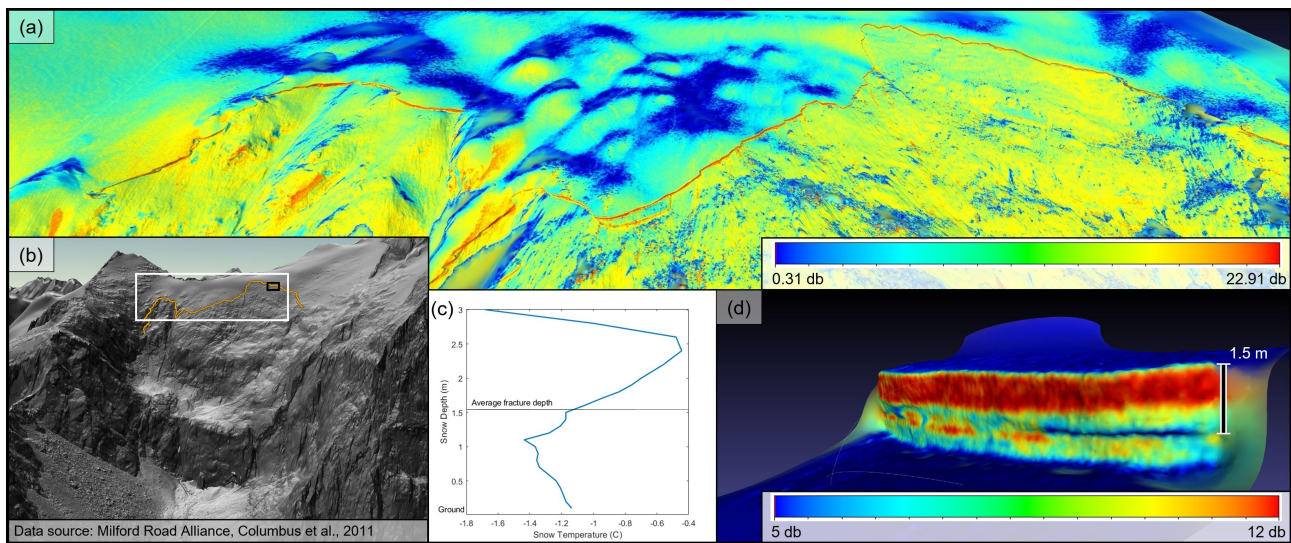 (a)
0.31 db
22.91 db
(b)
Data source: Milford Road Alliance, Columbus et al., 2011
(c)
3
2.5
2
1.5
1
0.5
Ground
Snow Depth (m)
Average fracture depth
-1.8
-1.6
-1.4
-1.2
-1
-0.8
-0.6
-0.4
Snow Temperature (C)
(d)
1.5 m
5 db
12 db